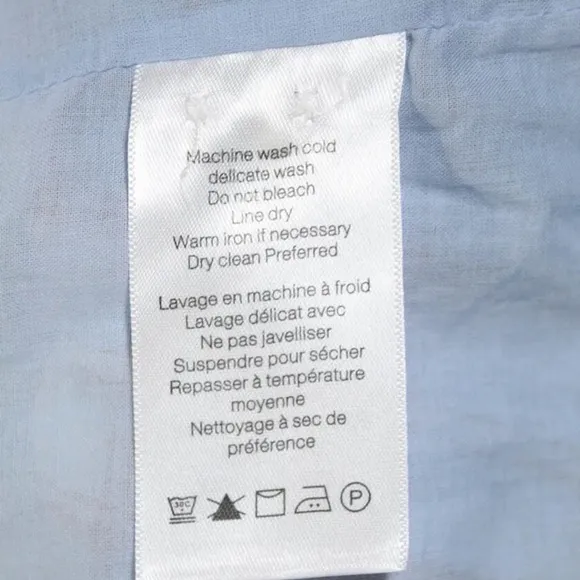 Machine wash cold
delicate wash
Do not bleach
Line dry
Warm iron if necessary
Dry clean Preferred
Lavage en machine à froid
Lavage délicat avec
Ne pas javelliser
Suspendre pour sécher
Repasser à température
moyenne
Nettoyage à sec de
préférence
30C P